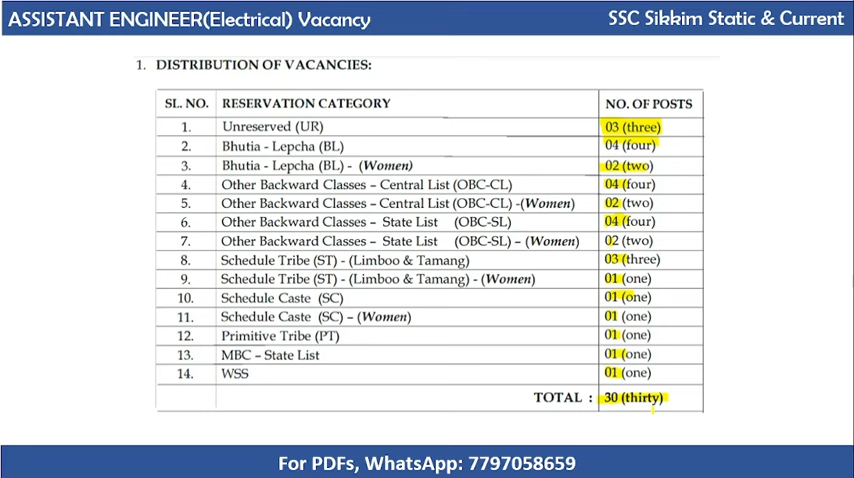 ASSISTANT ENGINEER(Electrical) Vacancy
SSC Sikkim Static & Current
1. DISTRIBUTION OF VACANCIES:
SL. NO. RESERVATION CATEGORY NO. OF POSTS
1. Unreserved (UR) 03 (three)
2. Bhutia - Lepcha (BL) 04 (four)
3. Bhutia - Lepcha (BL) - (Women) 02 (two)
4. Other Backward Classes – Central List (OBC-CL) 04 (four)
5. Other Backward Classes – Central List (OBC-CL) -(Women) 02 (two)
6. Other Backward Classes – State List (OBC-SL) 04 (four)
7. Other Backward Classes – State List (OBC-SL) – (Women) 02 (two)
8. Schedule Tribe (ST) - (Limboo & Tamang) 03 (three)
9. Schedule Tribe (ST) - (Limboo & Tamang) - (Women) 01 (one)
10. Schedule Caste (SC) 01 (one)
11. Schedule Caste (SC) – (Women) 01 (one)
12. Primitive Tribe (PT) 01 (one)
13. MBC – State List 01 (one)
14. WSS 01 (one)
TOTAL : 30 (thirty)
For PDFs, WhatsApp: 7797058659